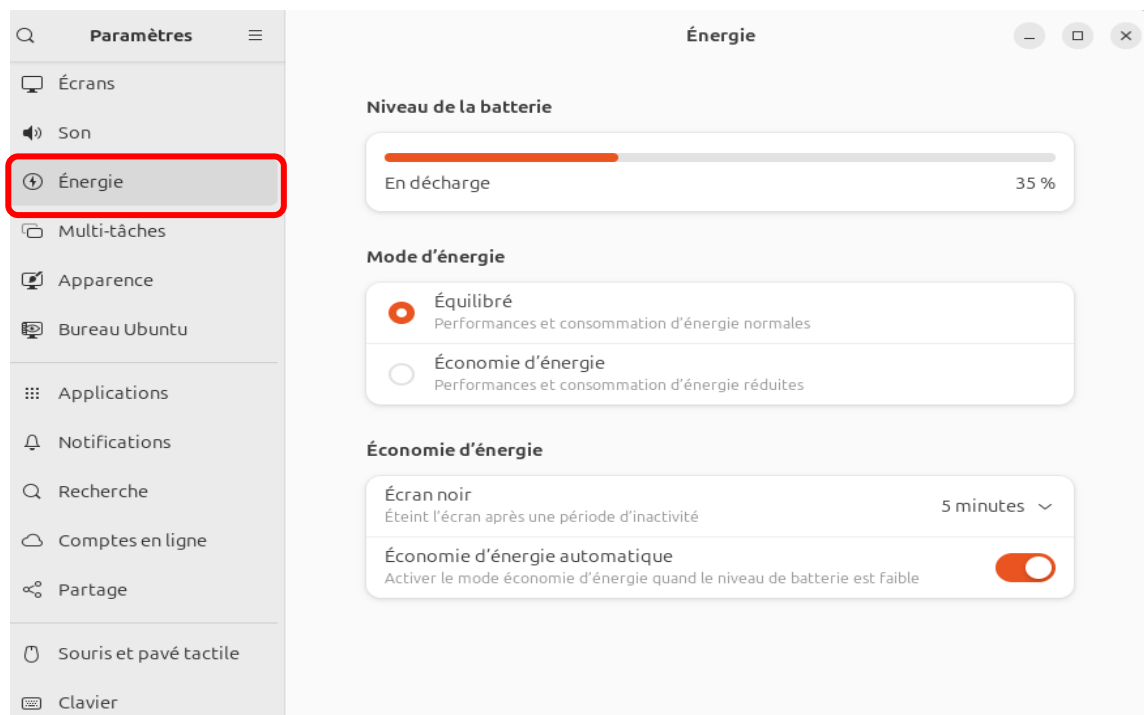 Paramètres
Écrans
Son
Énergie
Multi-tâches
Apparence
Bureau Ubuntu
Applications
Notifications
Recherche
Comptes en ligne
Partage
Souris et pavé tactile
Clavier
Énergie
Niveau de la batterie
En décharge 35 %
Mode d’énergie
Équilibré
Performances et consommation d’énergie normales
Économie d’énergie
Performances et consommation d’énergie réduites
Économie d’énergie
Écran noir
Éteint l’écran après une période d’inactivité
5 minutes
Économie d’énergie automatique
Activer le mode économie d’énergie quand le niveau de batterie est faible